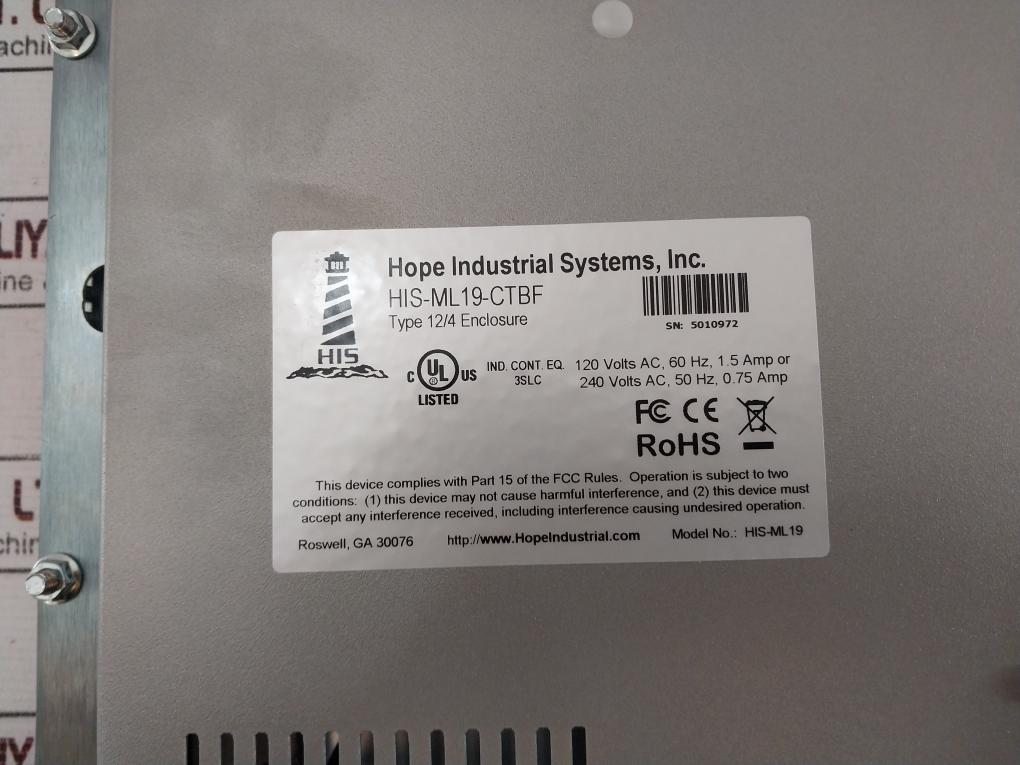 Hope Industrial Systems, Inc.
HIS-ML19-CTBF
Type 12/4 Enclosure
SN: 5010972
HIS
C UL US
LISTED
IND. CONT. EQ.
3SLC
120 Volts AC, 60 Hz, 1.5 Amp or
240 Volts AC, 50 Hz, 0.75 Amp
FC CE
RoHS
This device complies with Part 15 of the FCC Rules. Operation is subject to two
conditions: (1) this device may not cause harmful interference, and (2) this device must
accept any interference received, including interference causing undesired operation.
Roswell, GA 30076 http://www.HopeIndustrial.com Model No.: HIS-ML19